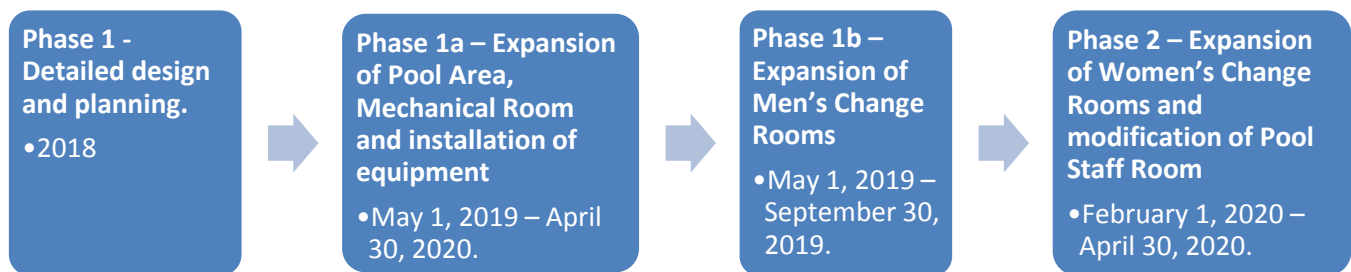 Phase 1 -
Detailed design
and planning.
•2018
Phase 1a – Expansion
of Pool Area,
Mechanical Room
and installation of
equipment
•May 1, 2019 – April
30, 2020.
Phase 1b –
Expansion of
Men’s Change
Rooms
•May 1, 2019 –
September 30,
2019.
Phase 2 – Expansion
of Women’s Change
Rooms and
modification of Pool
Staff Room
•February 1, 2020 –
April 30, 2020.